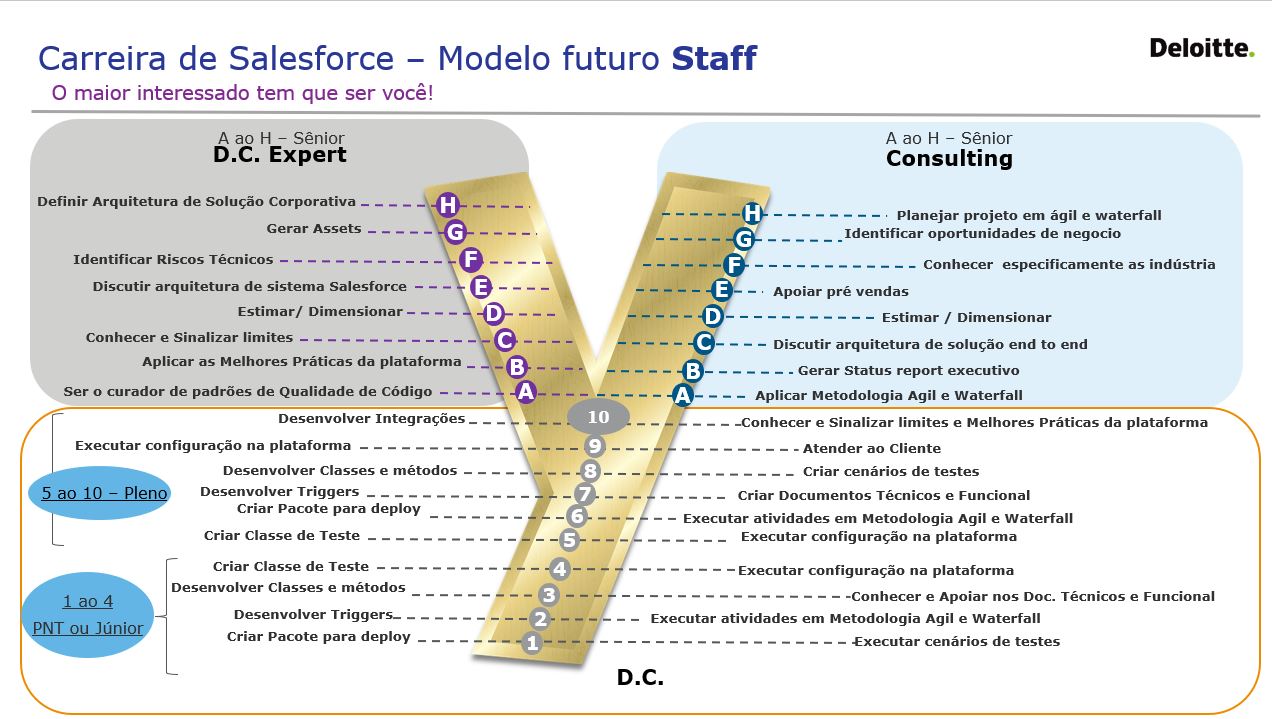 Carreira de Salesforce – Modelo futuro Staff
Deloitte.
O maior interessado tem que ser você!
A ao H – Sênior
D.C. Expert
Definir Arquitetura de Solução Corporativa
H
Gerar Assets
G
Identificar Riscos Técnicos
F
Discutir arquitetura de sistema Salesforce
E
Estimar/ Dimensionar
D
Conhecer e Sinalizar limites
C
Aplicar as Melhores Práticas da plataforma
B
Ser o curador de padrões de Qualidade de Código
A
A ao H – Sênior
Consulting
H
Planejar projeto em ágil e waterfall
G
Identificar oportunidades de negocio
F
Conhecer especificamente as indústria
E
Apoiar pré vendas
D
Estimar / Dimensionar
C
Discutir arquitetura de solução end to end
B
Gerar Status report executivo
A
Aplicar Metodologia Agil e Waterfall
5 ao 10 – Pleno
Desenvolver Integrações
10
Conhecer e Sinalizar limites e Melhores Práticas da plataforma
Executar configuração na plataforma
9
Atender ao Cliente
Desenvolver Classes e métodos
8
Criar cenários de testes
Desenvolver Triggers
7
Criar Documentos Técnicos e Funcional
Criar Pacote para deploy
6
Executar atividades em Metodologia Agil e Waterfall
Criar Classe de Teste
5
Executar configuração na plataforma
1 ao 4
PNT ou Júnior
Criar Classe de Teste
4
Executar configuração na plataforma
Desenvolver Classes e métodos
3
Conhecer e Apoiar nos Doc. Técnicos e Funcional
Desenvolver Triggers
2
Executar atividades em Metodologia Agil e Waterfall
Criar Pacote para deploy
1
Executar cenários de testes
D.C.